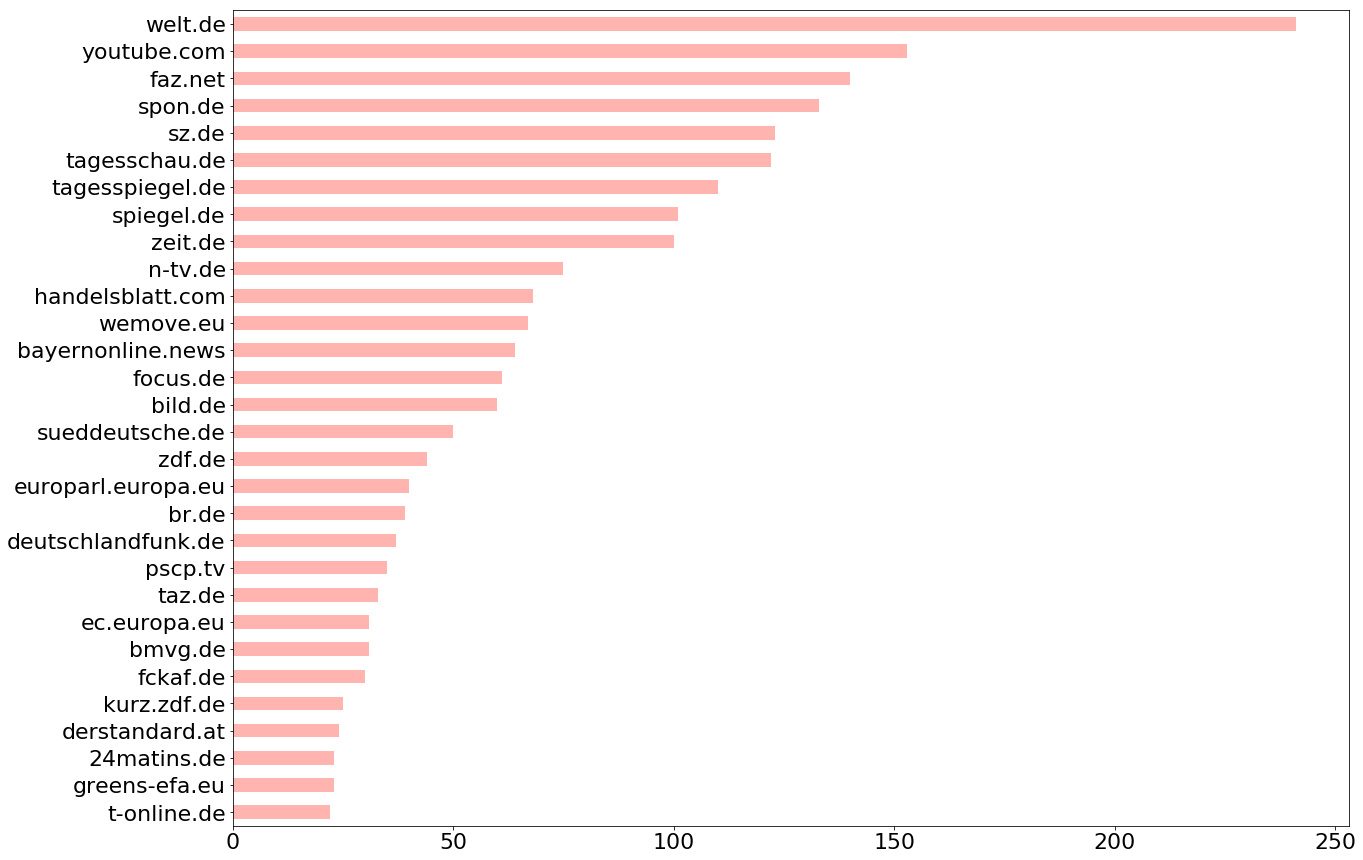 welt.de
youtube.com
faz.net
spon.de
sz.de
tagesschau.de
tagesspiegel.de
spiegel.de
zeit.de
n-tv.de
handelsblatt.com
wemove.eu
bayernonline.news
focus.de
bild.de
sueddeutsche.de
zdf.de
europarl.europa.eu
br.de
deutschlandfunk.de
pscp.tv
taz.de
ec.europa.eu
bmvg.de
fckaf.de
kurz.zdf.de
derstandard.at
24matins.de
greens-efa.eu
t-online.de
0 50 100 150 200 250